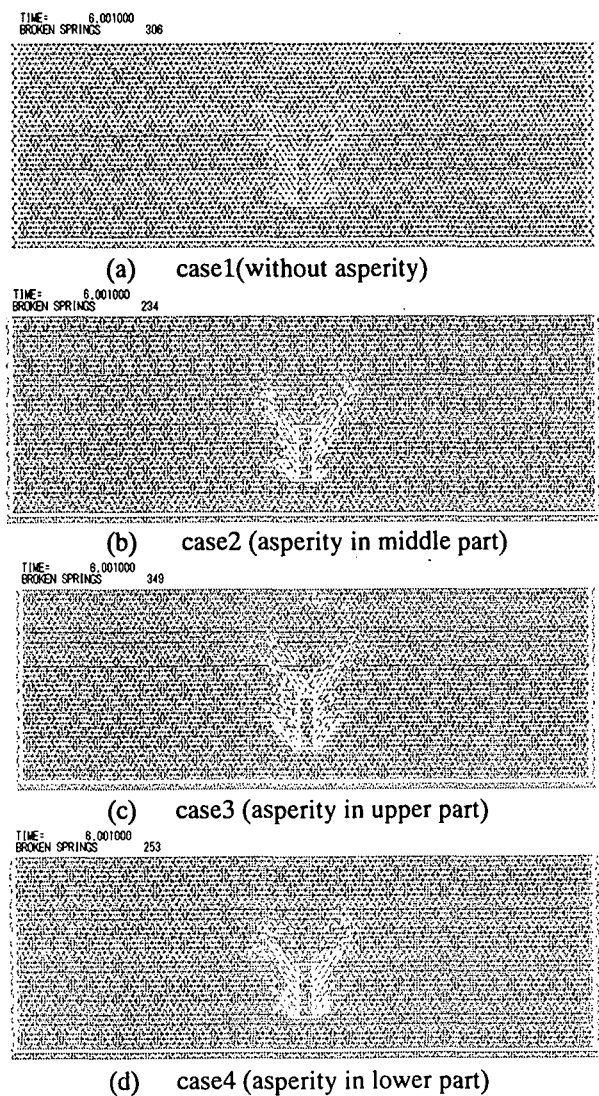 TIME= 6.001000
BROKEN SPRINGS 306
(a) case1(without asperity)
TIME= 6.001000
BROKEN SPRINGS 234
(b) case2 (asperity in middle part)
TIME= 6.001000
BROKEN SPRINGS 349
(c) case3 (asperity in upper part)
TIME= 6.001000
BROKEN SPRINGS 253
(d) case4 (asperity in lower part)